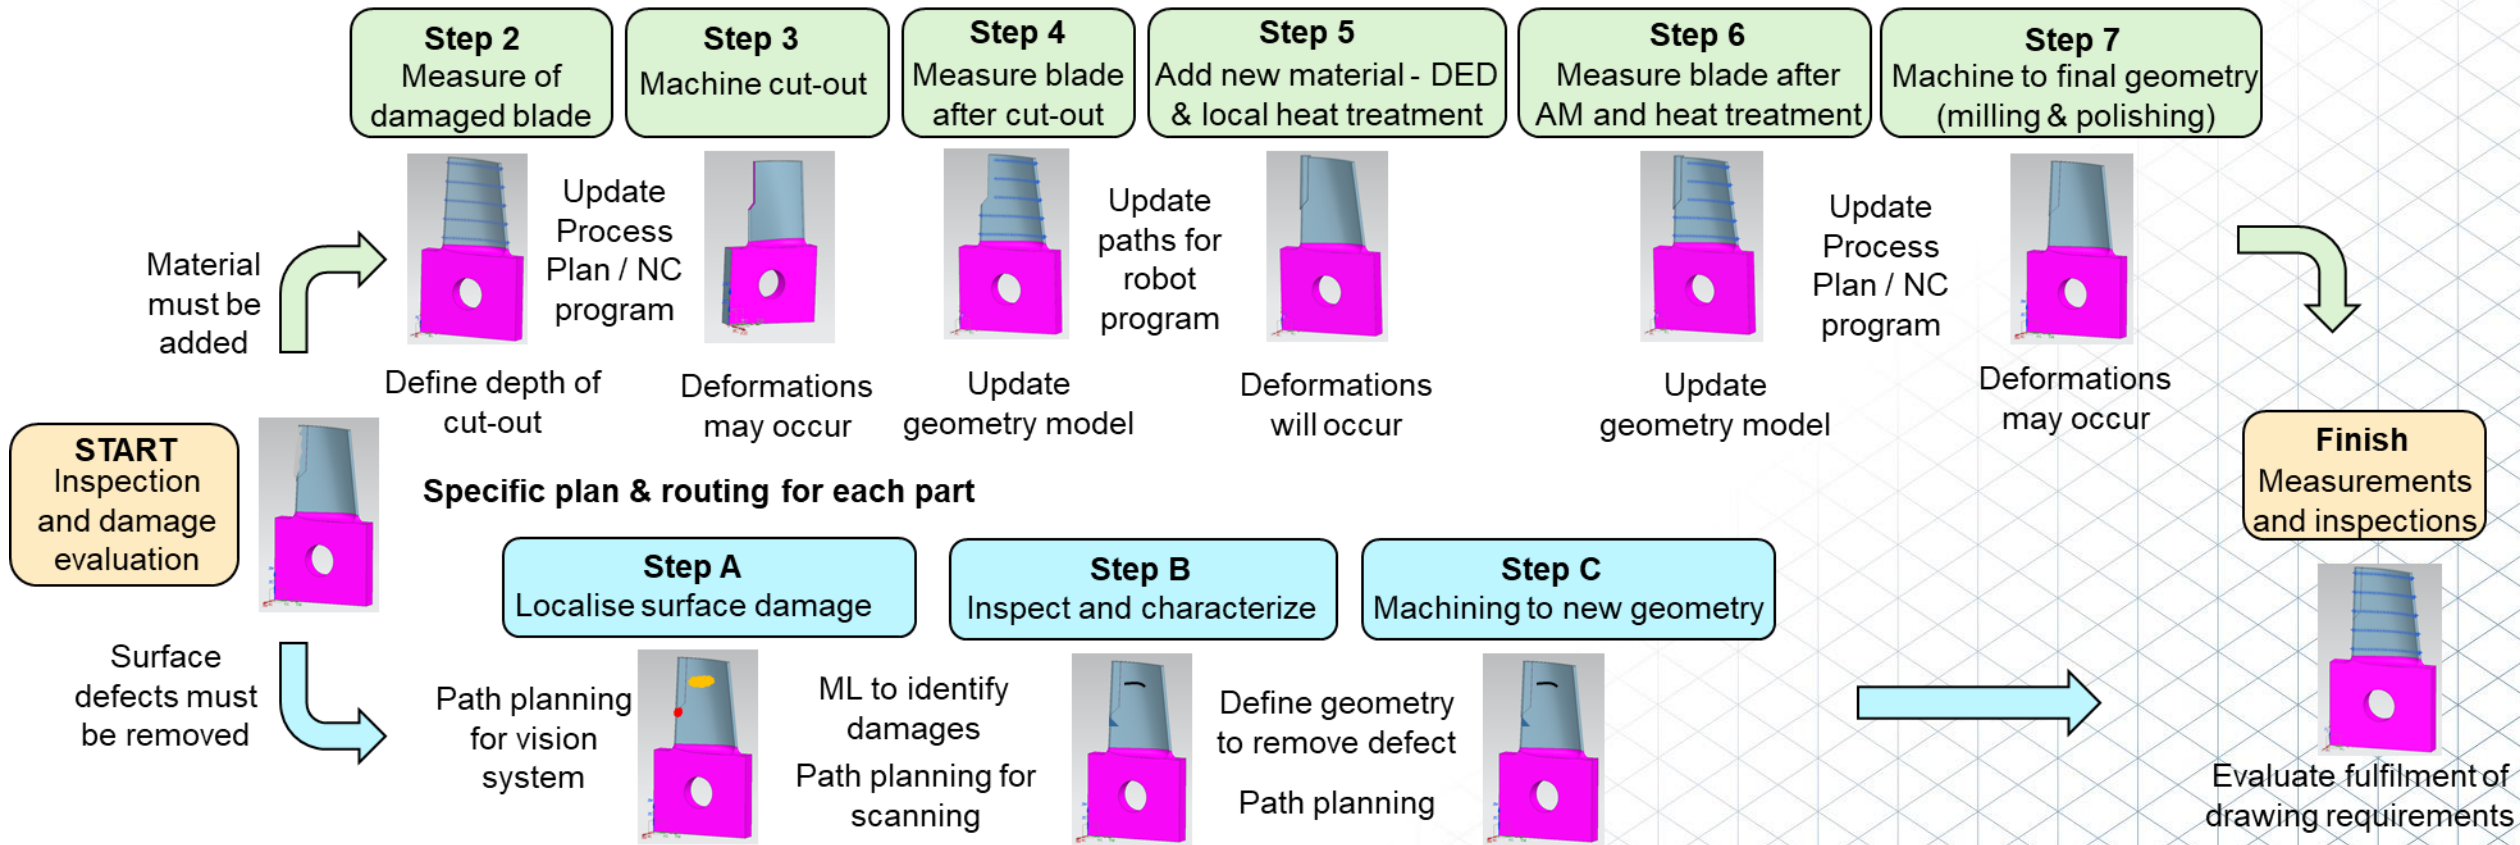 Step 2
Measure of
damaged blade
Step 3
Machine cut-out
Step 4
Measure blade
after cut-out
Step 5
Add new material - DED
& local heat treatment
Step 6
Measure blade after
AM and heat treatment
Step 7
Machine to final geometry
(milling & polishing)
Material
must be
added
Update
Process
Plan / NC
program
Update
paths for
robot
program
Update
Process
Plan / NC
program
Define depth of
cut-out
Deformations
may occur
Update
geometry model
Deformations
will occur
Update
geometry model
Deformations
may occur
START
Inspection
and damage
evaluation
Specific plan & routing for each part
Finish
Measurements
and inspections
Step A
Localise surface damage
Step B
Inspect and characterize
Step C
Machining to new geometry
Surface
defects must
be removed
Path planning
for vision
system
ML to identify
damages
Path planning for
scanning
Define geometry
to remove defect
Path planning
Evaluate fulfilment of
drawing requirements